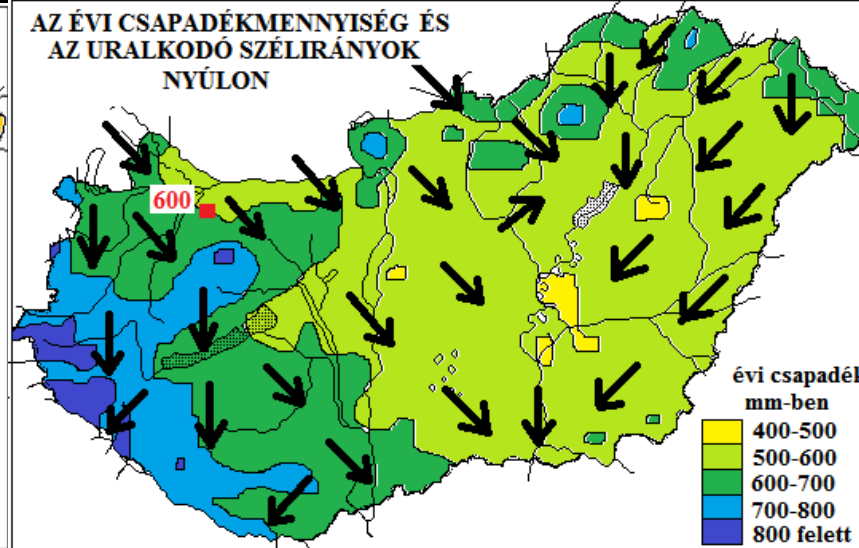 AZ ÉVI CSAPADÉKMENNYISÉG ÉS
AZ URALKODÓ SZÉLIRÁNYOK
NYÚLON
600
évi csapadék
mm-ben
400-500
500-600
600-700
700-800
800 felett